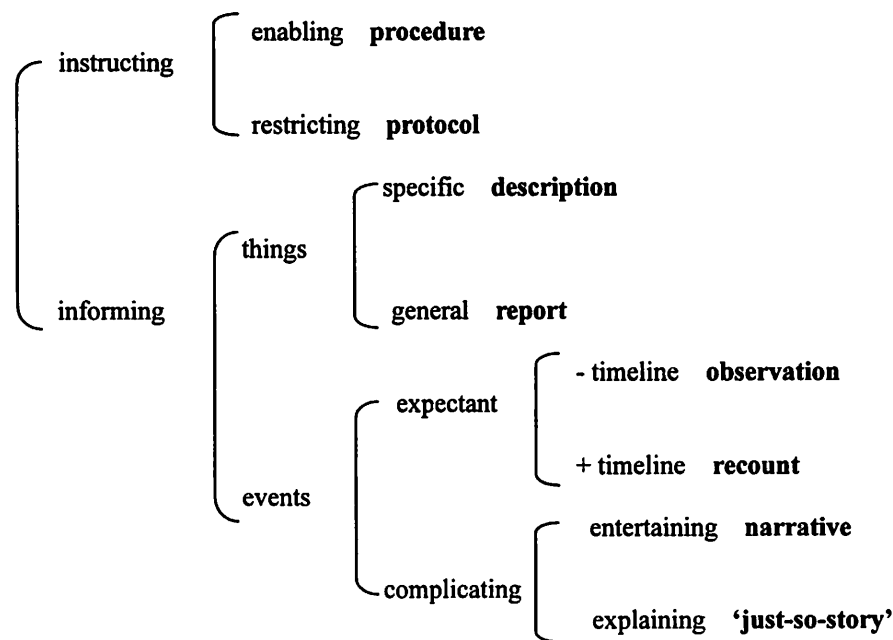 enabling procedure
instructing
restricting protocol
specific description
things
general report
informing
- timeline observation
expectant
+ timeline recount
events
entertaining narrative
complicating
explaining ‘just-so-story’